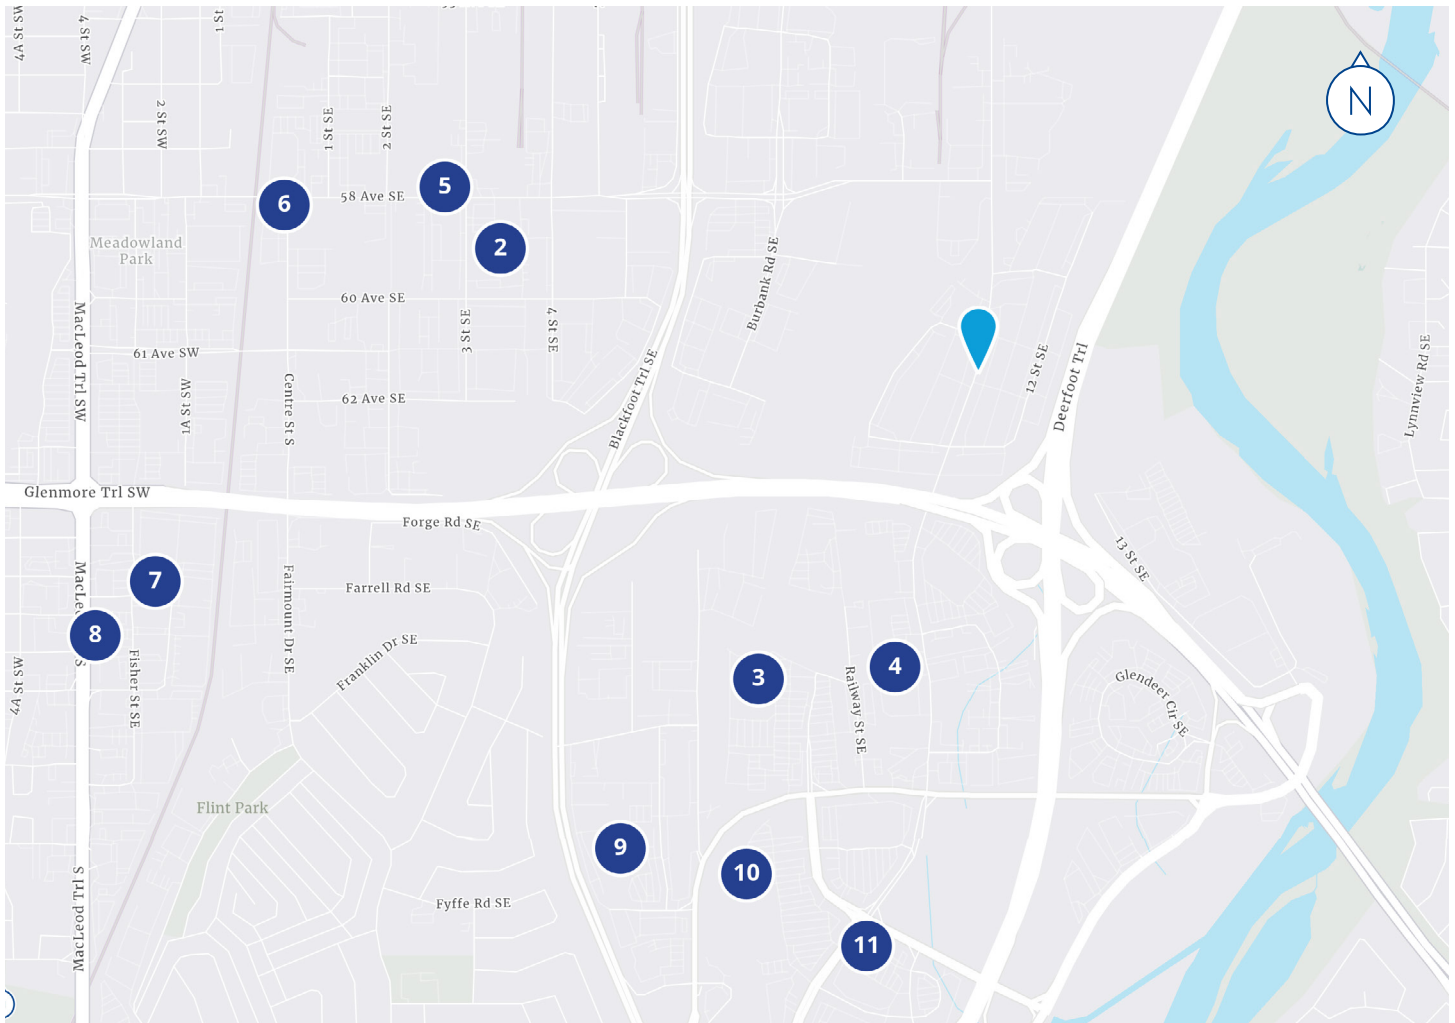 4A St SW
4 St SW
1 St
N
2 St SW
1 St SE
2 St SE
5
6
58 Ave SE
2
Meadowland
Park
Burbank Rd SE
60 Ave SE
MacLeod Trl SW
3 St SE
4 St SE
61 Ave SW
12 St SE
Deerfoot Trl
Lynnview Rd SE
1A St SW
Centre St S
62 Ave SE
Blackfoot Trl SE
Glenmore Trl SW
Forge Rd SE
13 St SE
7
Fairmount Dr SE
Farrell Rd SE
8
Franklin Dr SE
4A St SW
Fisher St SE
3
4
Railway St SE
Glendeer Cir SE
Flint Park
9
10
MacLeod Trl S
Fyffe Rd SE
11